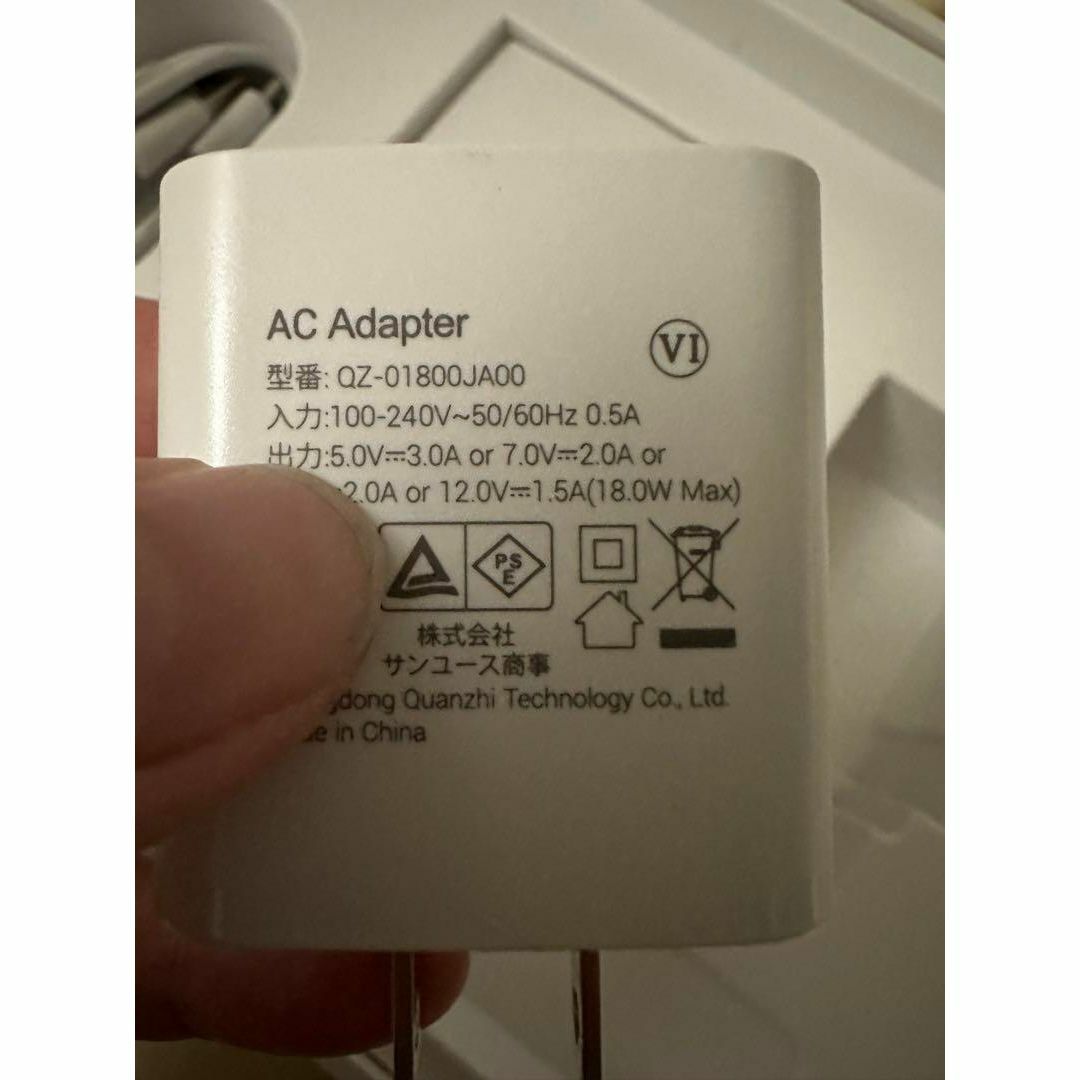 AC Adapter
VI
型番: QZ-01800JA00
入力:100-240V~50/60Hz 0.5A
出力:5.0V⎓3.0A or 7.0V⎓2.0A or
2.0A or 12.0V⎓1.5A(18.0W Max)
PS
E
株式会社
サンユース商事
Quanzhi Technology Co., Ltd.
in China